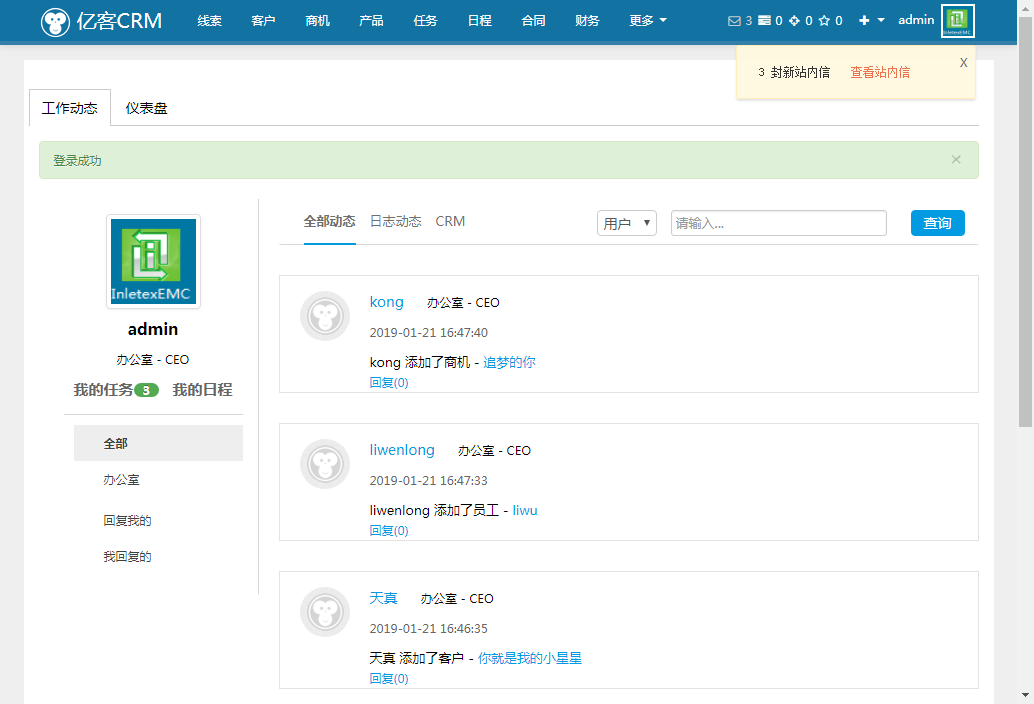 亿客CRM 线索 客户 商机 产品 任务 日程 合同 财务 更多 3 0 0 0 admin
InletexEMC
3 封新站内信 查看站内信 X
工作动态 仪表盘
登录成功 ×
InletexEMC
admin
办公室 - CEO
我的任务 3 我的日程
全部
办公室
回复我的
我回复的
全部动态 日志动态 CRM 用户 请输入... 查询
kong 办公室 - CEO
2019-01-21 16:47:40
kong 添加了商机 - 追梦的你
回复(0)
liwenlong 办公室 - CEO
2019-01-21 16:47:33
liwenlong 添加了员工 - liwu
回复(0)
天真 办公室 - CEO
2019-01-21 16:46:35
天真 添加了客户 - 你就是我的小星星
回复(0)